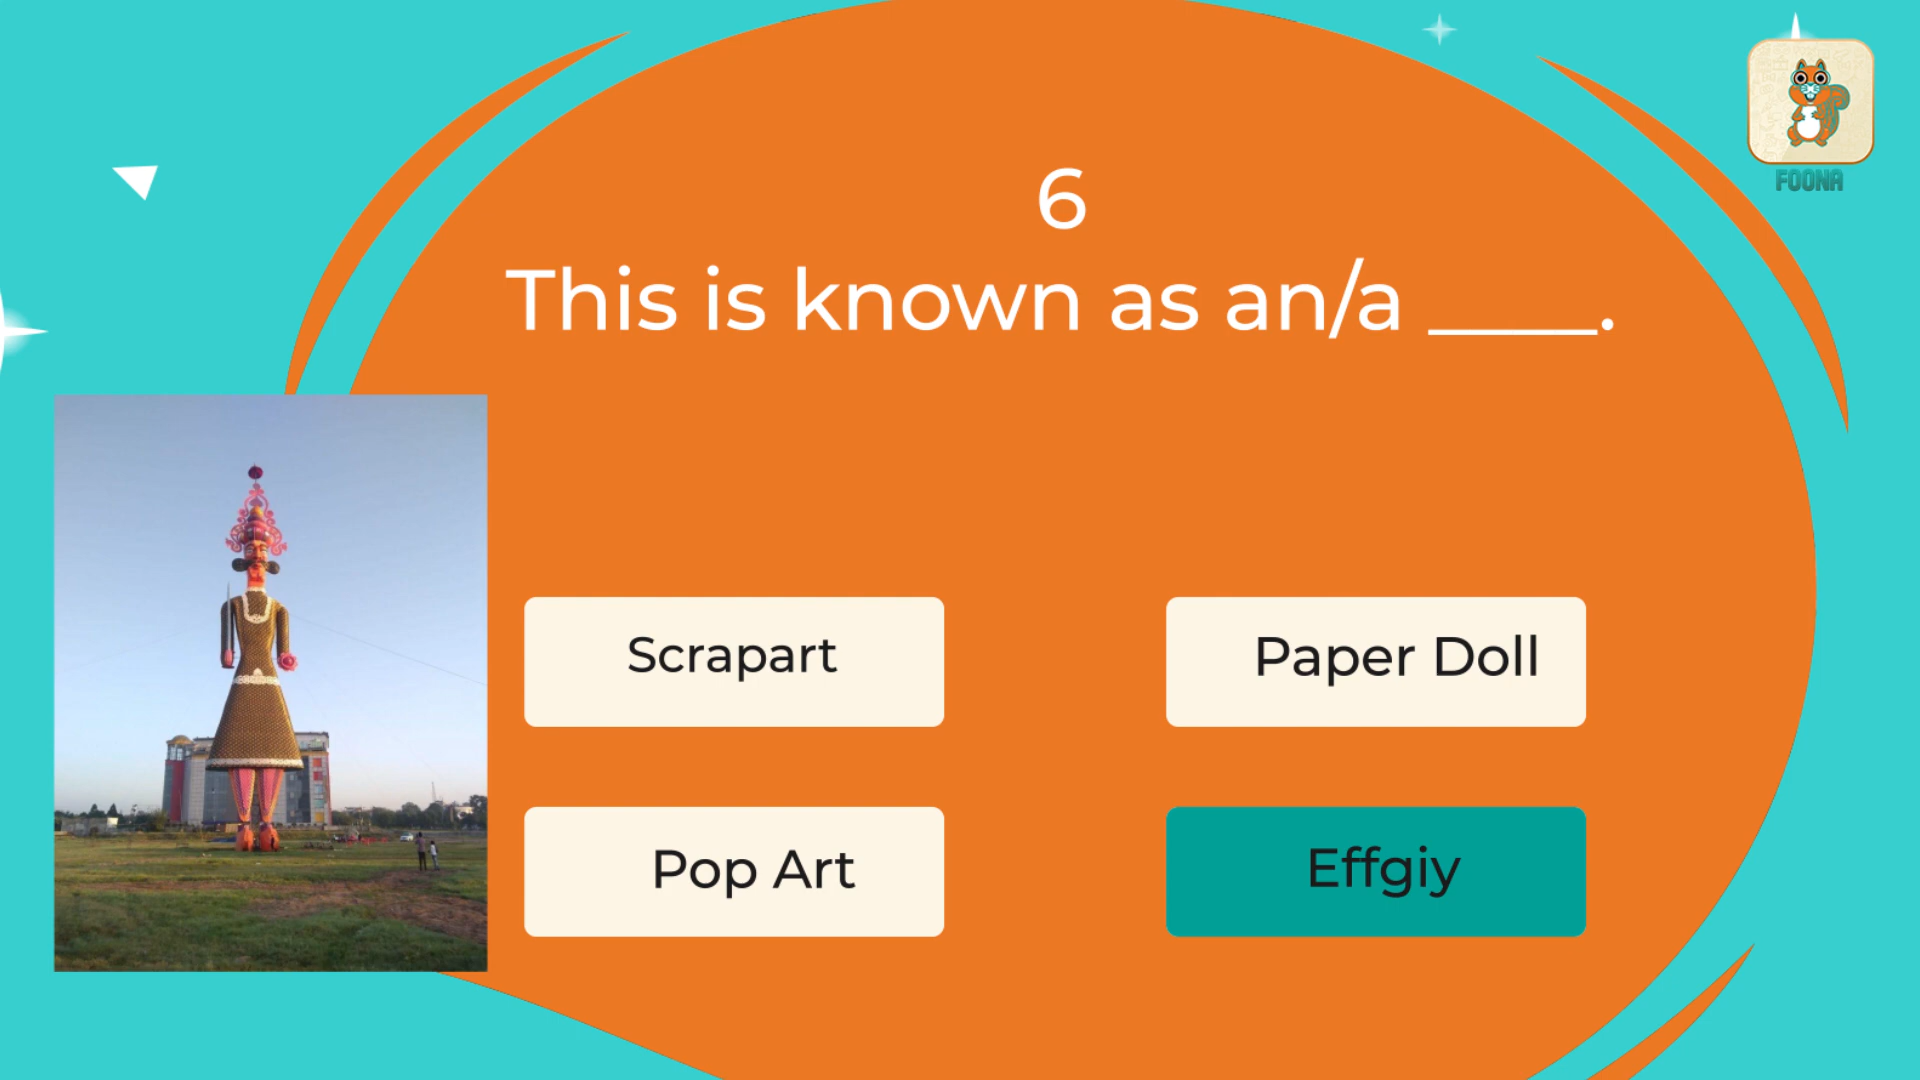 FOONA
6
This is known as an/a ____.
Scrapart
Paper Doll
Pop Art
Effgiy